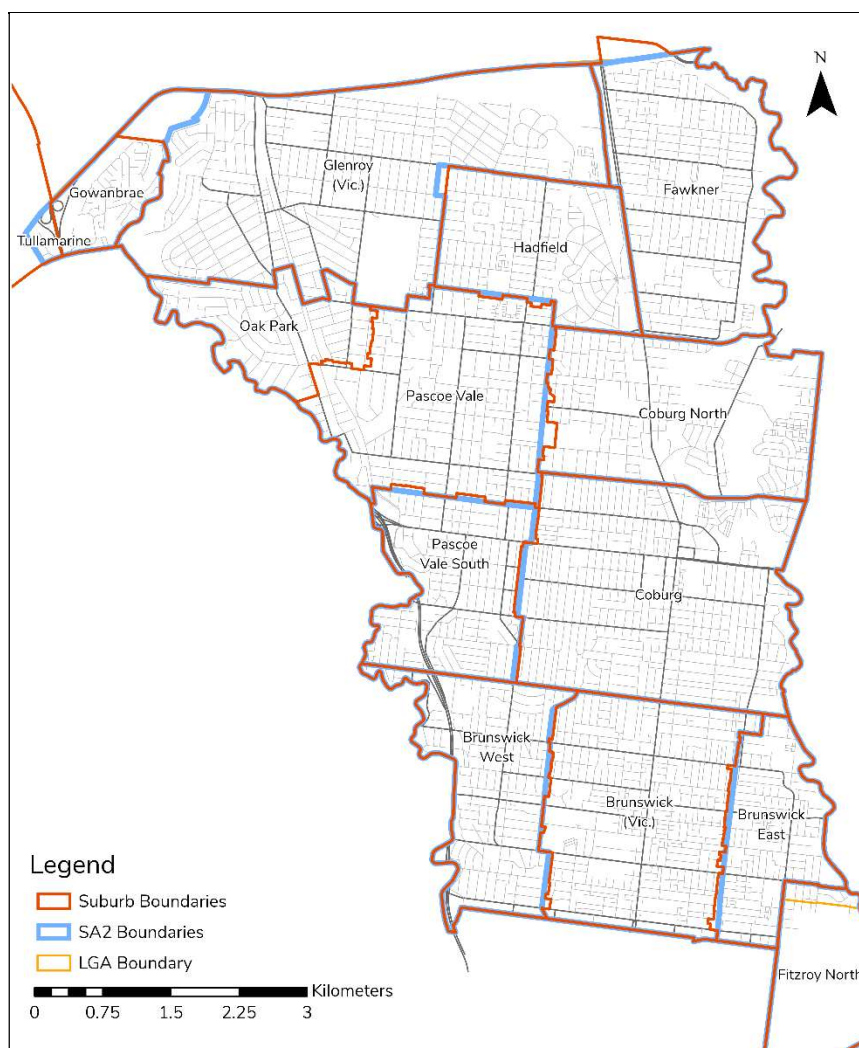 N
Glenroy
(Vic.)
Gowanbrae
Fawkner
Tullamarine
Hadfield
Oak Park
Pascoe Vale
Coburg North
Pascoe
Vale South
Coburg
Brunswick
West
Brunswick
(Vic.)
Brunswick
East
Legend
Suburb Boundaries
SA2 Boundaries
LGA Boundary
Fitzroy North
Kilometers
0 0.75 1.5 2.25 3